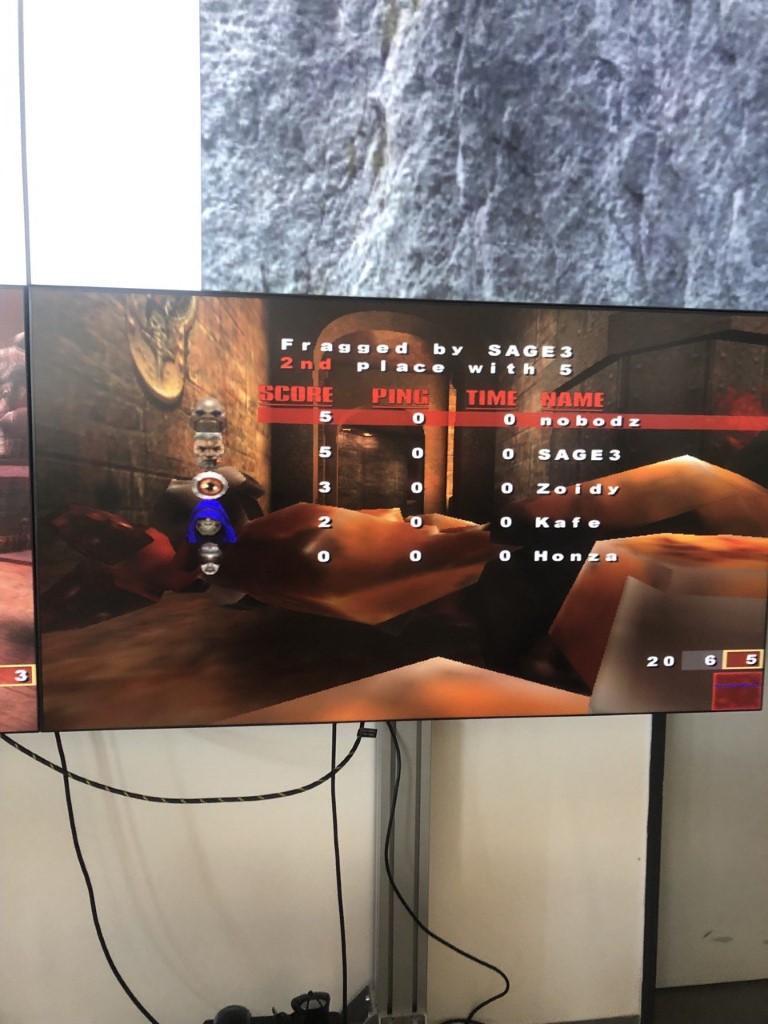 Fragged by SAGE3
2nd place with 5
SCORE PING TIME NAME
5 0 0 nobodz
5 0 0 SAGE3
3 0 0 Zoidy
2 0 0 Kafe
0 0 0 Honza
20 6 5
3